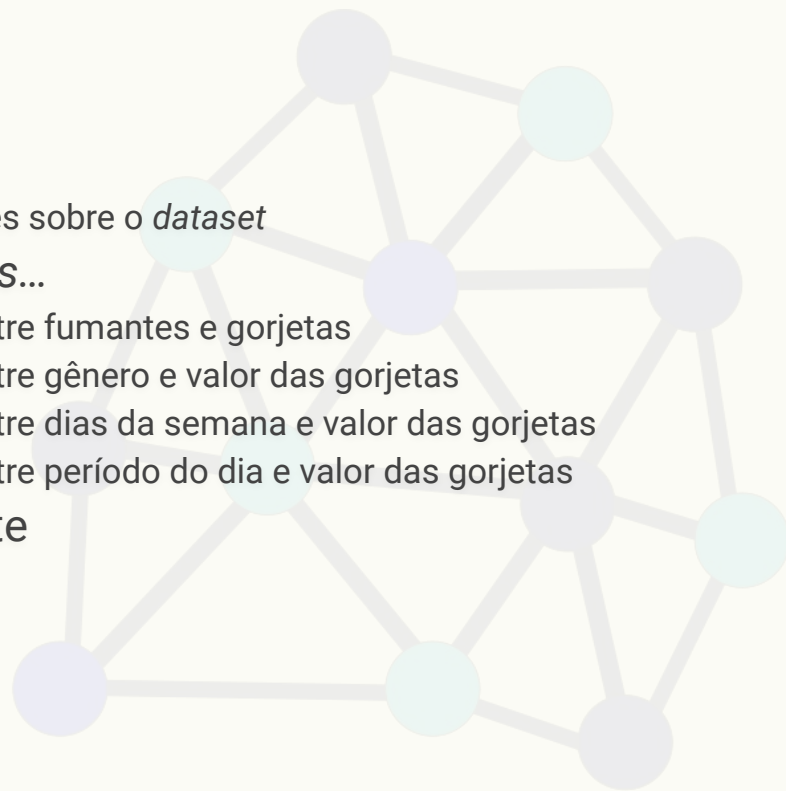 es sobre o dataset
s...
tre fumantes e gorjetas
tre gênero e valor das gorjetas
tre dias da semana e valor das gorjetas
tre período do dia e valor das gorjetas
te